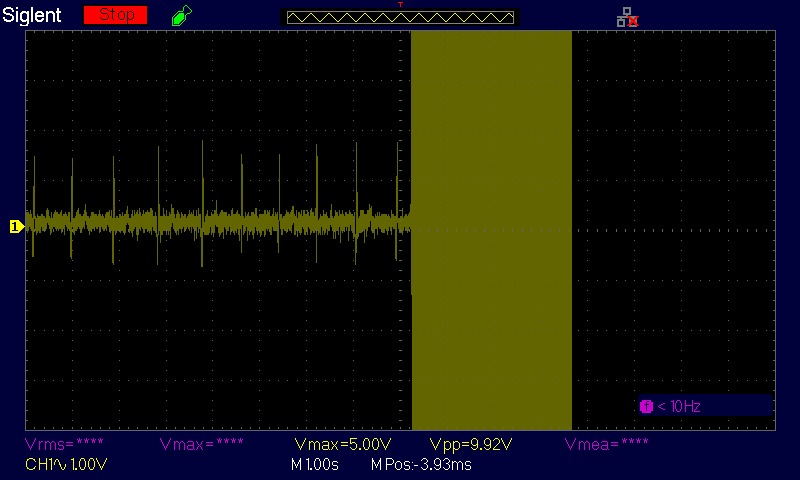 Siglent Stop T
1
f < 10Hz
Vrms=**** Vmax=**** Vmax=5.00V Vpp=9.92V Vmea=****
CH1∿ 1.00V M 1.00s M Pos:-3.93ms